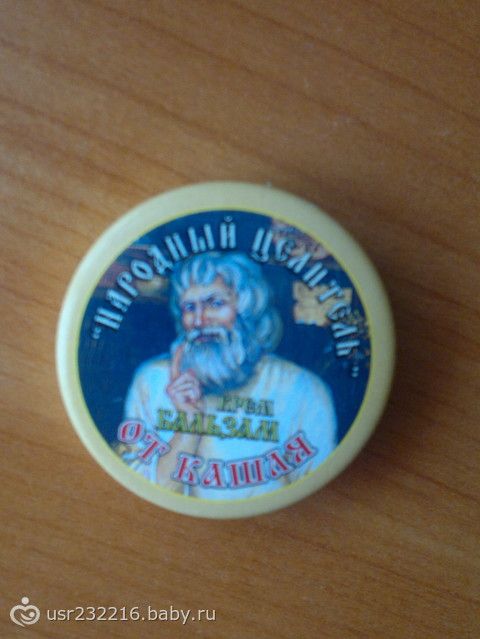 "НАРОДНЫЙ ЦЕЛИТЕЛЬ"
КРЕМ
БАЛЬЗАМ
ОТ КАШЛЯ
usr232216.baby.ru